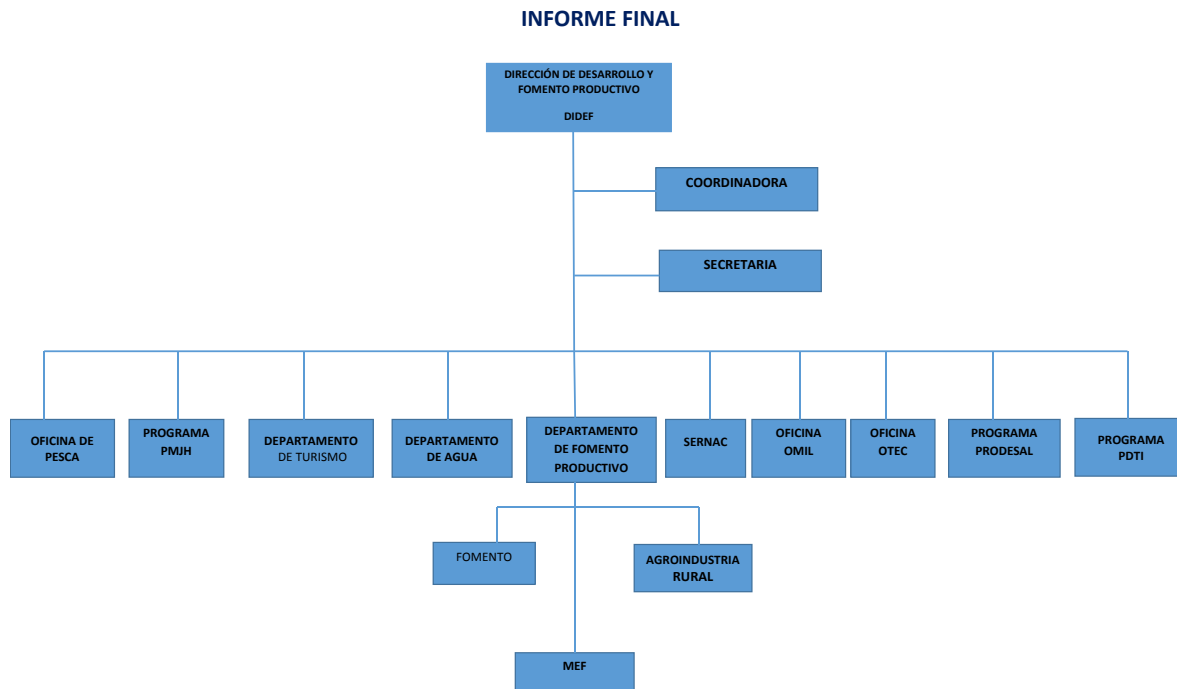 INFORME FINAL
DIRECCIÓN DE DESARROLLO Y
FOMENTO PRODUCTIVO
DIDEF
COORDINADORA
SECRETARIA
OFICINA DE
PESCA
PROGRAMA
PMJH
DEPARTAMENTO
DE TURISMO
DEPARTAMENTO
DE AGUA
DEPARTAMENTO
DE FOMENTO
PRODUCTIVO
SERNAC
OFICINA
OMIL
OFICINA
OTEC
PROGRAMA
PRODESAL
PROGRAMA
PDTI
FOMENTO
AGROINDUSTRIA
RURAL
MEF